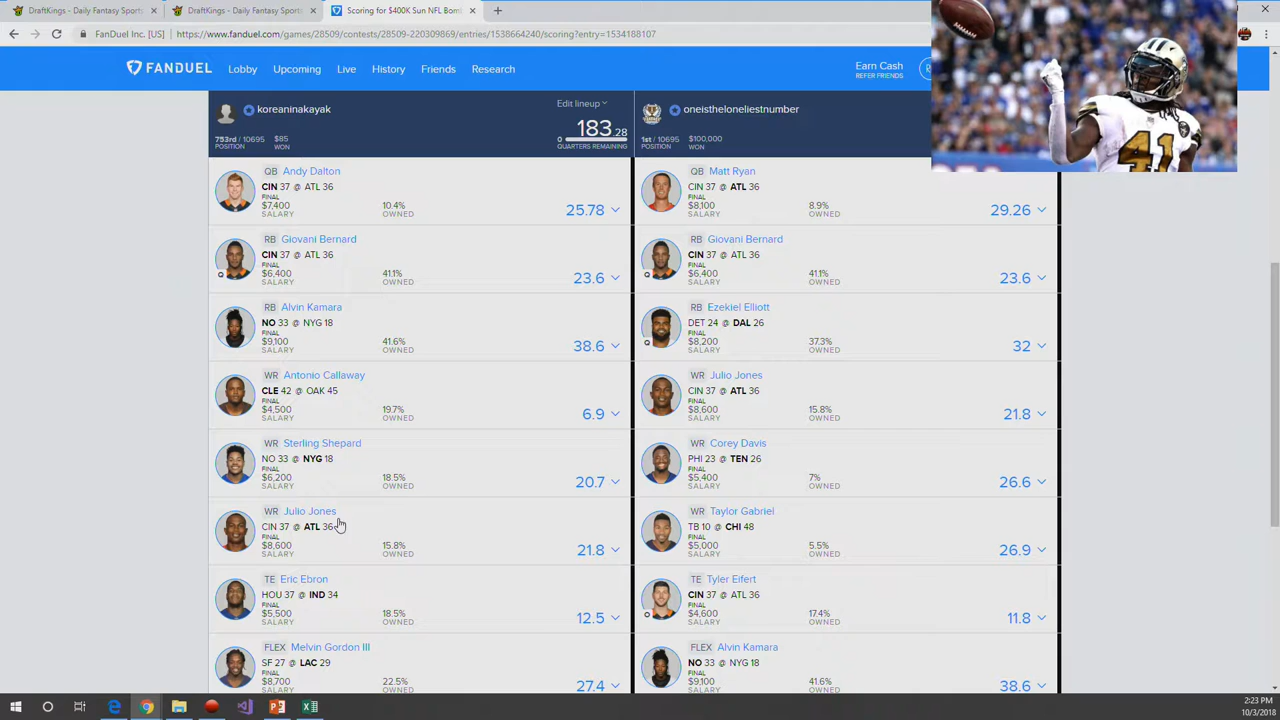 DraftKings - Daily Fantasy Sports
DraftKings - Daily Fantasy Sports
Scoring for $400K Sun NFL Bomb
FanDuel Inc. [US] https://www.fanduel.com/games/28509/contests/28509-220309869/entries/1538664240/scoring?entry=1534188107
FANDUEL Lobby Upcoming Live History Friends Research
Earn Cash
REFER FRIENDS
koreaninakayak
Edit lineup
183.28
0
QUARTERS REMAINING
753rd / 10695
POSITION
$85
WON
oneistheloneliestnumber
1st / 10695
POSITION
$100,000
WON
QB Andy Dalton
CIN 37 @ ATL 36
FINAL
$7,400
SALARY
10.4%
OWNED
25.78
QB Matt Ryan
CIN 37 @ ATL 36
FINAL
$8,100
SALARY
8.9%
OWNED
29.26
RB Giovani Bernard
CIN 37 @ ATL 36
FINAL
Q
$6,400
SALARY
41.1%
OWNED
23.6
RB Giovani Bernard
CIN 37 @ ATL 36
FINAL
Q
$6,400
SALARY
41.1%
OWNED
23.6
RB Alvin Kamara
NO 33 @ NYG 18
FINAL
$9,100
SALARY
41.6%
OWNED
38.6
RB Ezekiel Elliott
DET 24 @ DAL 26
FINAL
Q
$8,200
SALARY
37.3%
OWNED
32
WR Antonio Callaway
CLE 42 @ OAK 45
FINAL
$4,500
SALARY
19.7%
OWNED
6.9
WR Julio Jones
CIN 37 @ ATL 36
FINAL
$8,600
SALARY
15.8%
OWNED
21.8
WR Sterling Shepard
NO 33 @ NYG 18
FINAL
$6,200
SALARY
18.5%
OWNED
20.7
WR Corey Davis
PHI 23 @ TEN 26
FINAL
$5,400
SALARY
7%
OWNED
26.6
WR Julio Jones
CIN 37 @ ATL 36
FINAL
$8,600
SALARY
15.8%
OWNED
21.8
WR Taylor Gabriel
TB 10 @ CHI 48
FINAL
$5,000
SALARY
5.5%
OWNED
26.9
TE Eric Ebron
HOU 37 @ IND 34
FINAL
$5,500
SALARY
18.5%
OWNED
12.5
TE Tyler Eifert
CIN 37 @ ATL 36
FINAL
O
$4,600
SALARY
17.4%
OWNED
11.8
FLEX Melvin Gordon III
SF 27 @ LAC 29
FINAL
$8,700
SALARY
22.5%
OWNED
27.4
FLEX Alvin Kamara
NO 33 @ NYG 18
FINAL
$9,100
SALARY
41.6%
OWNED
38.6
41
2:23 PM
10/3/2018